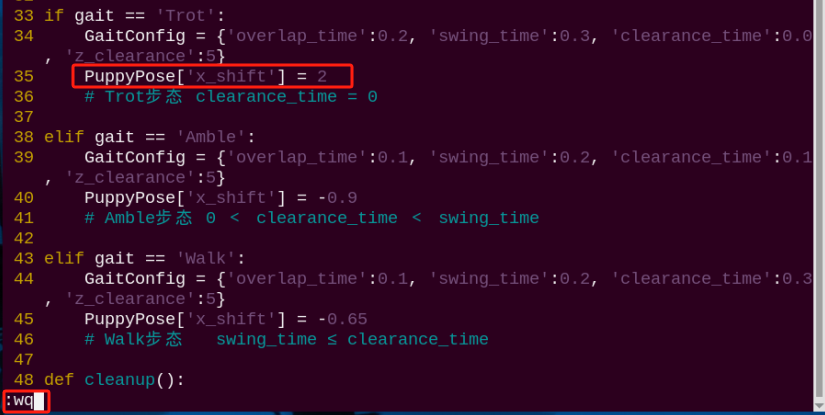 33 if gait == 'Trot':
34     GaitConfig = {'overlap_time':0.2, 'swing_time':0.3, 'clearance_time':0.0
, 'z_clearance':5}
35     PuppyPose['x_shift'] = 2
36     # Trot步态 clearance_time = 0
37
38 elif gait == 'Amble':
39     GaitConfig = {'overlap_time':0.1, 'swing_time':0.2, 'clearance_time':0.1
, 'z_clearance':5}
40     PuppyPose['x_shift'] = -0.9
41     # Amble步态 0 < clearance_time < swing_time
42
43 elif gait == 'Walk':
44     GaitConfig = {'overlap_time':0.1, 'swing_time':0.2, 'clearance_time':0.3
, 'z_clearance':5}
45     PuppyPose['x_shift'] = -0.65
46     # Walk步态   swing_time ≤ clearance_time
47
48 def cleanup():
:wq